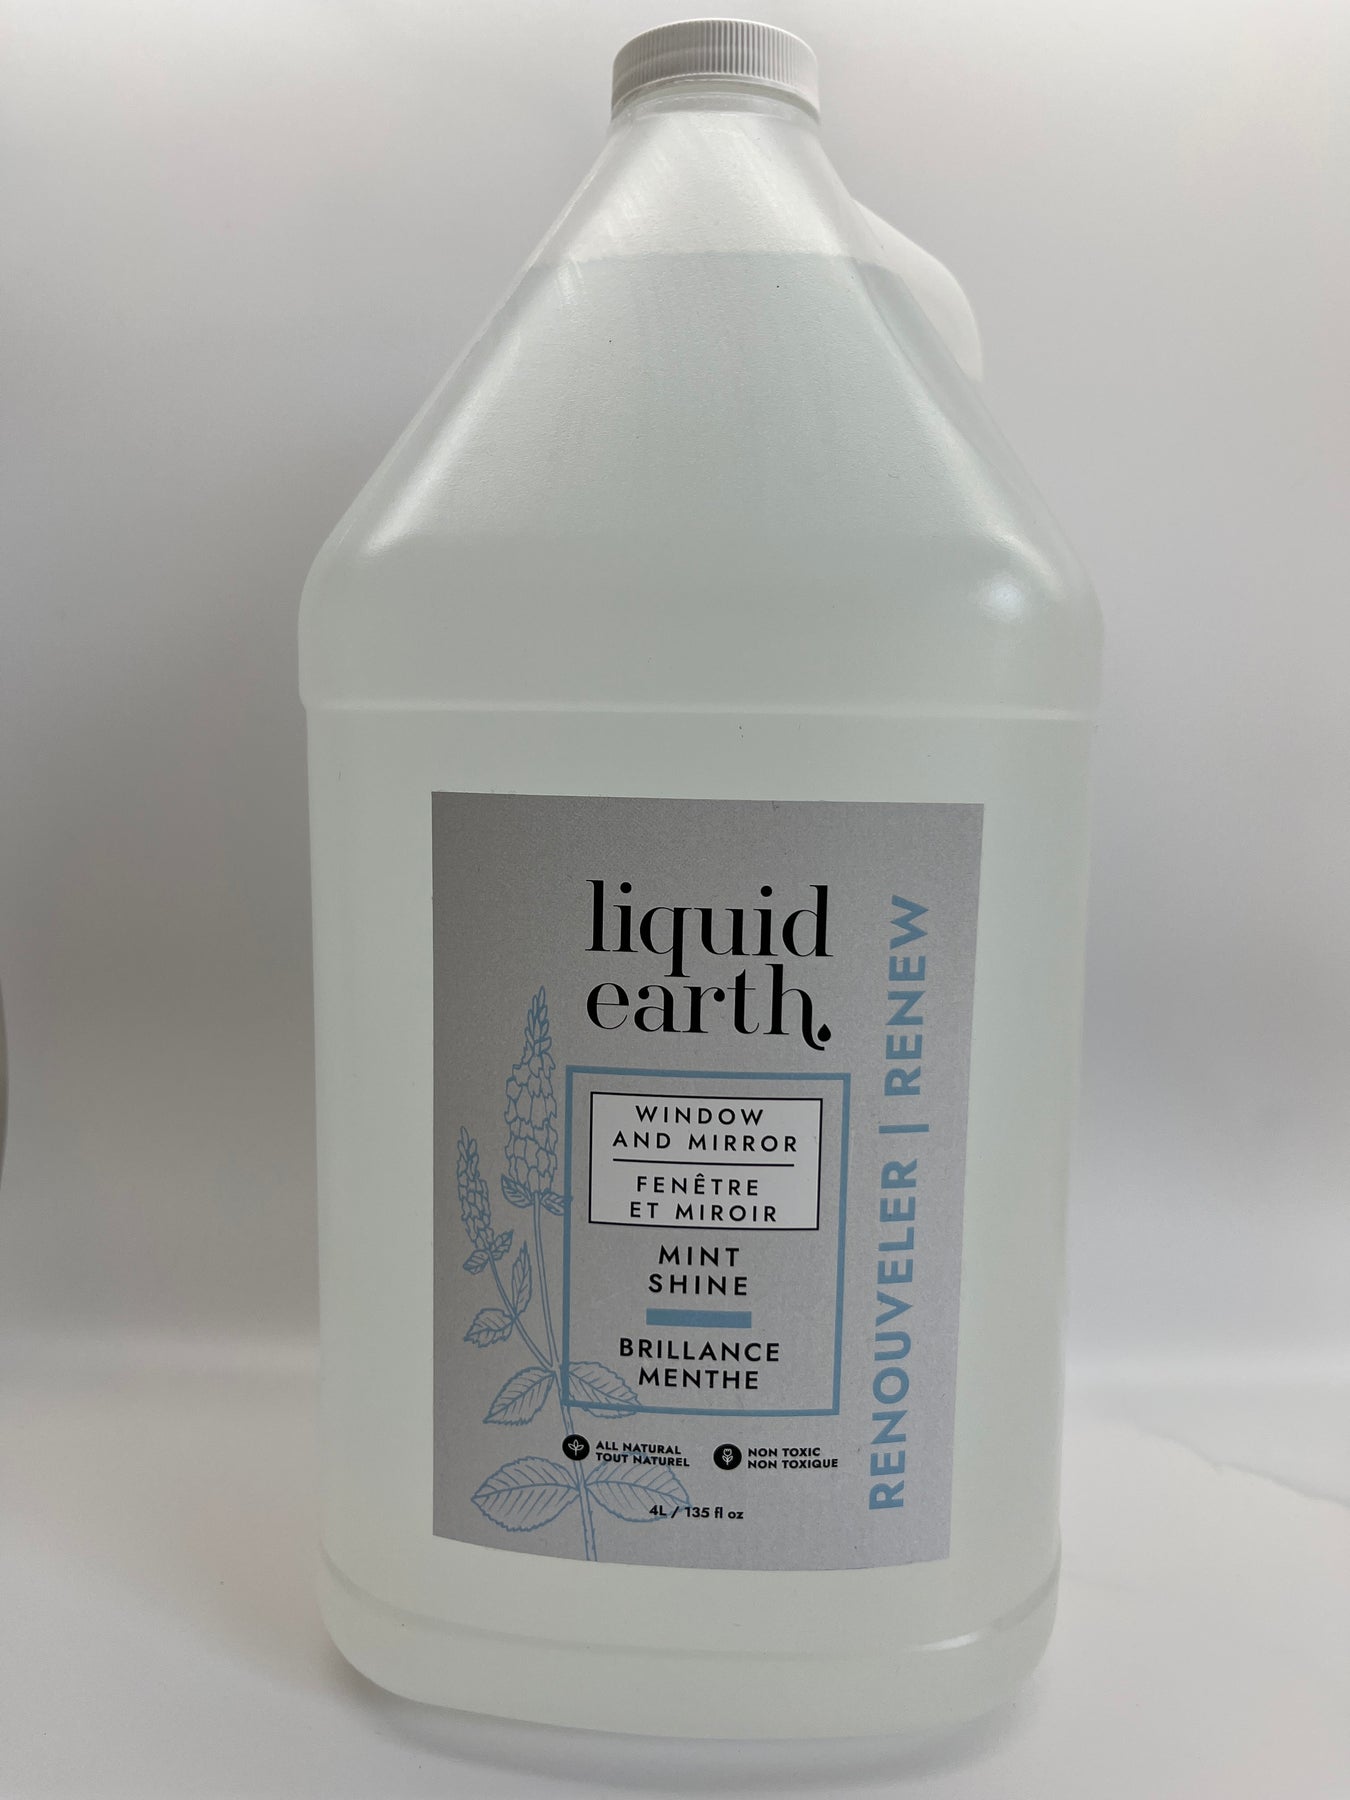 liquid
earth
WINDOW
AND MIRROR
FENÊTRE
ET MIROIR
MINT
SHINE
BRILLANCE
MENTHE
ALL NATURAL
TOUT NATUREL
NON TOXIC
NON TOXIQUE
4L / 135 fl oz
RENOUVELER | RENEW